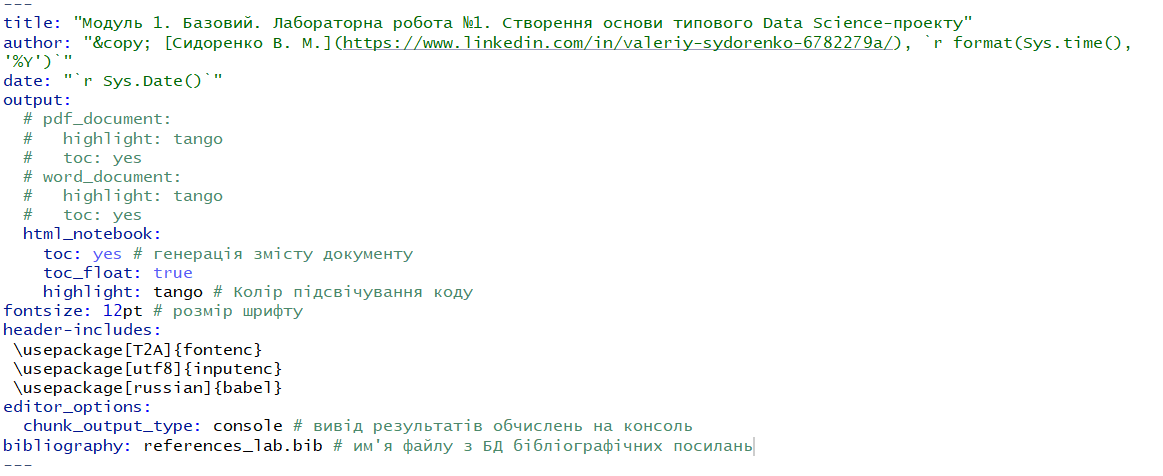 ---
title: "Модуль 1. Базовий. Лабораторна робота №1. Створення основи типового Data Science-проекту"
author: "&copy; [Сидоренко В. М.](https://www.linkedin.com/in/valeriy-sydorenko-6782279a/), `r format(Sys.time(),
'%Y')`"
date: "`r Sys.Date()`"
output:
  # pdf_document:
  #   highlight: tango
  #   toc: yes
  # word_document:
  #   highlight: tango
  #   toc: yes
  html_notebook:
    toc: yes # генерація змісту документу
    toc_float: true
    highlight: tango # Колір підсвічування коду
fontsize: 12pt # розмір шрифту
header-includes:
 \usepackage[T2A]{fontenc}
 \usepackage[utf8]{inputenc}
 \usepackage[russian]{babel}
editor_options:
  chunk_output_type: console # вивід результатів обчислень на консоль
bibliography: references_lab.bib # им'я файлу з БД бібліографічних посилань
---